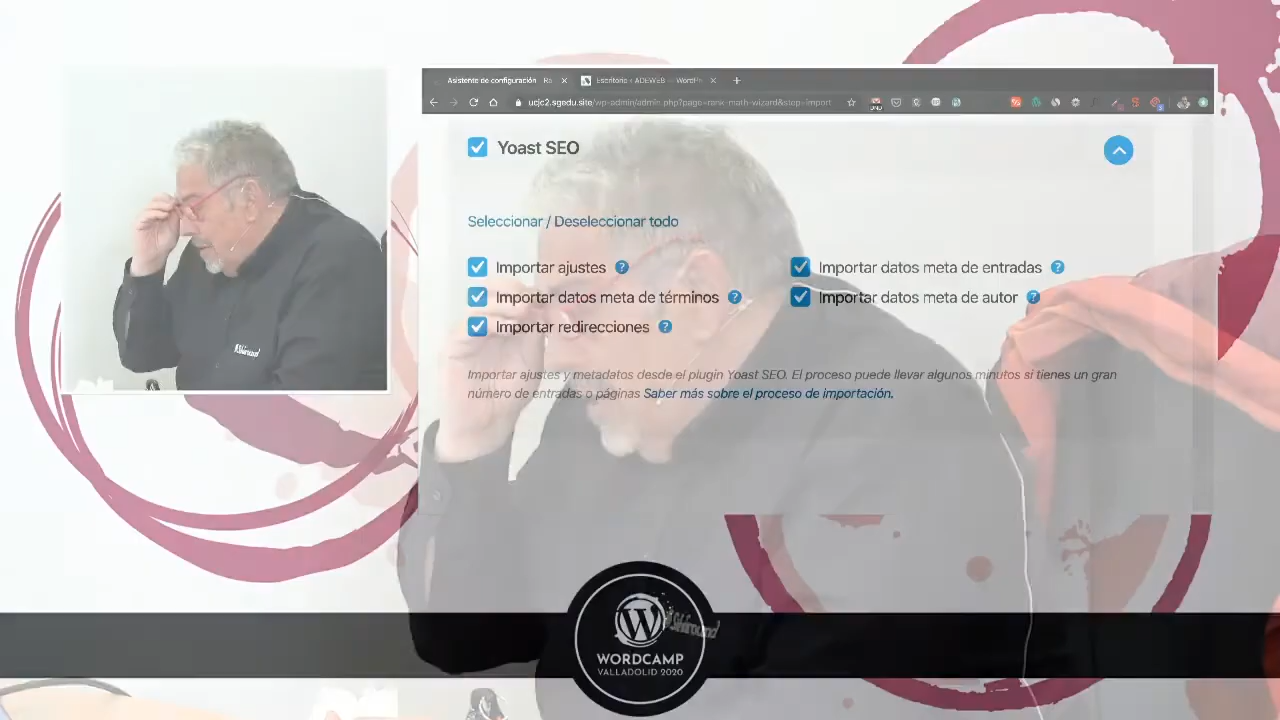 Asistente de configuración Ra
Escritorio ‹ ADEWEB — WordPr
ucjc2.sgedu.site/wp-admin/admin.php?page=rank-math-wizard&step=import
Yoast SEO
Seleccionar / Deseleccionar todo
Importar ajustes
Importar datos meta de entradas
Importar datos meta de términos
Importar datos meta de autor
Importar redirecciones
Importar ajustes y metadatos desde el plugin Yoast SEO. El proceso puede llevar algunos minutos si tienes un gran
número de entradas o páginas Saber más sobre el proceso de importación.
WORDCAMP
VALLADOLID 2020